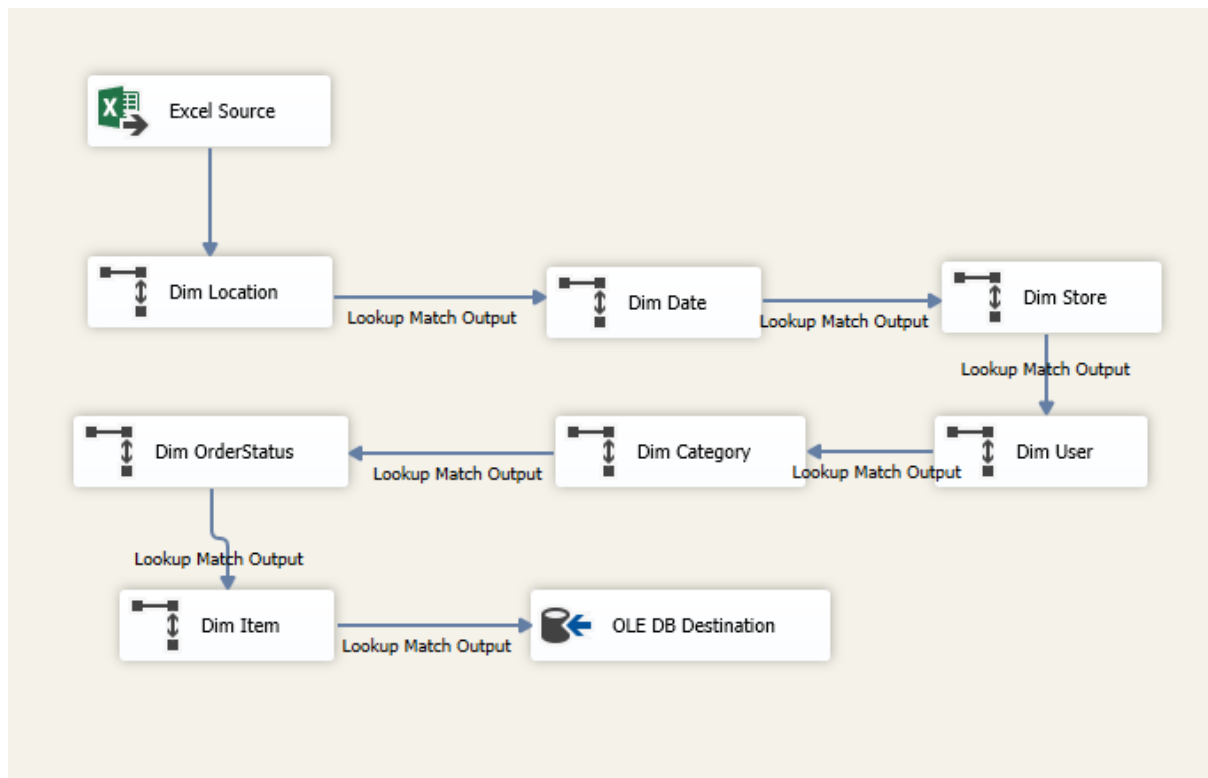 Excel Source
Dim Location
Lookup Match Output
Dim Date
Lookup Match Output
Dim Store
Lookup Match Output
Dim User
Lookup Match Output
Dim Category
Lookup Match Output
Dim OrderStatus
Lookup Match Output
Dim Item
Lookup Match Output
OLE DB Destination